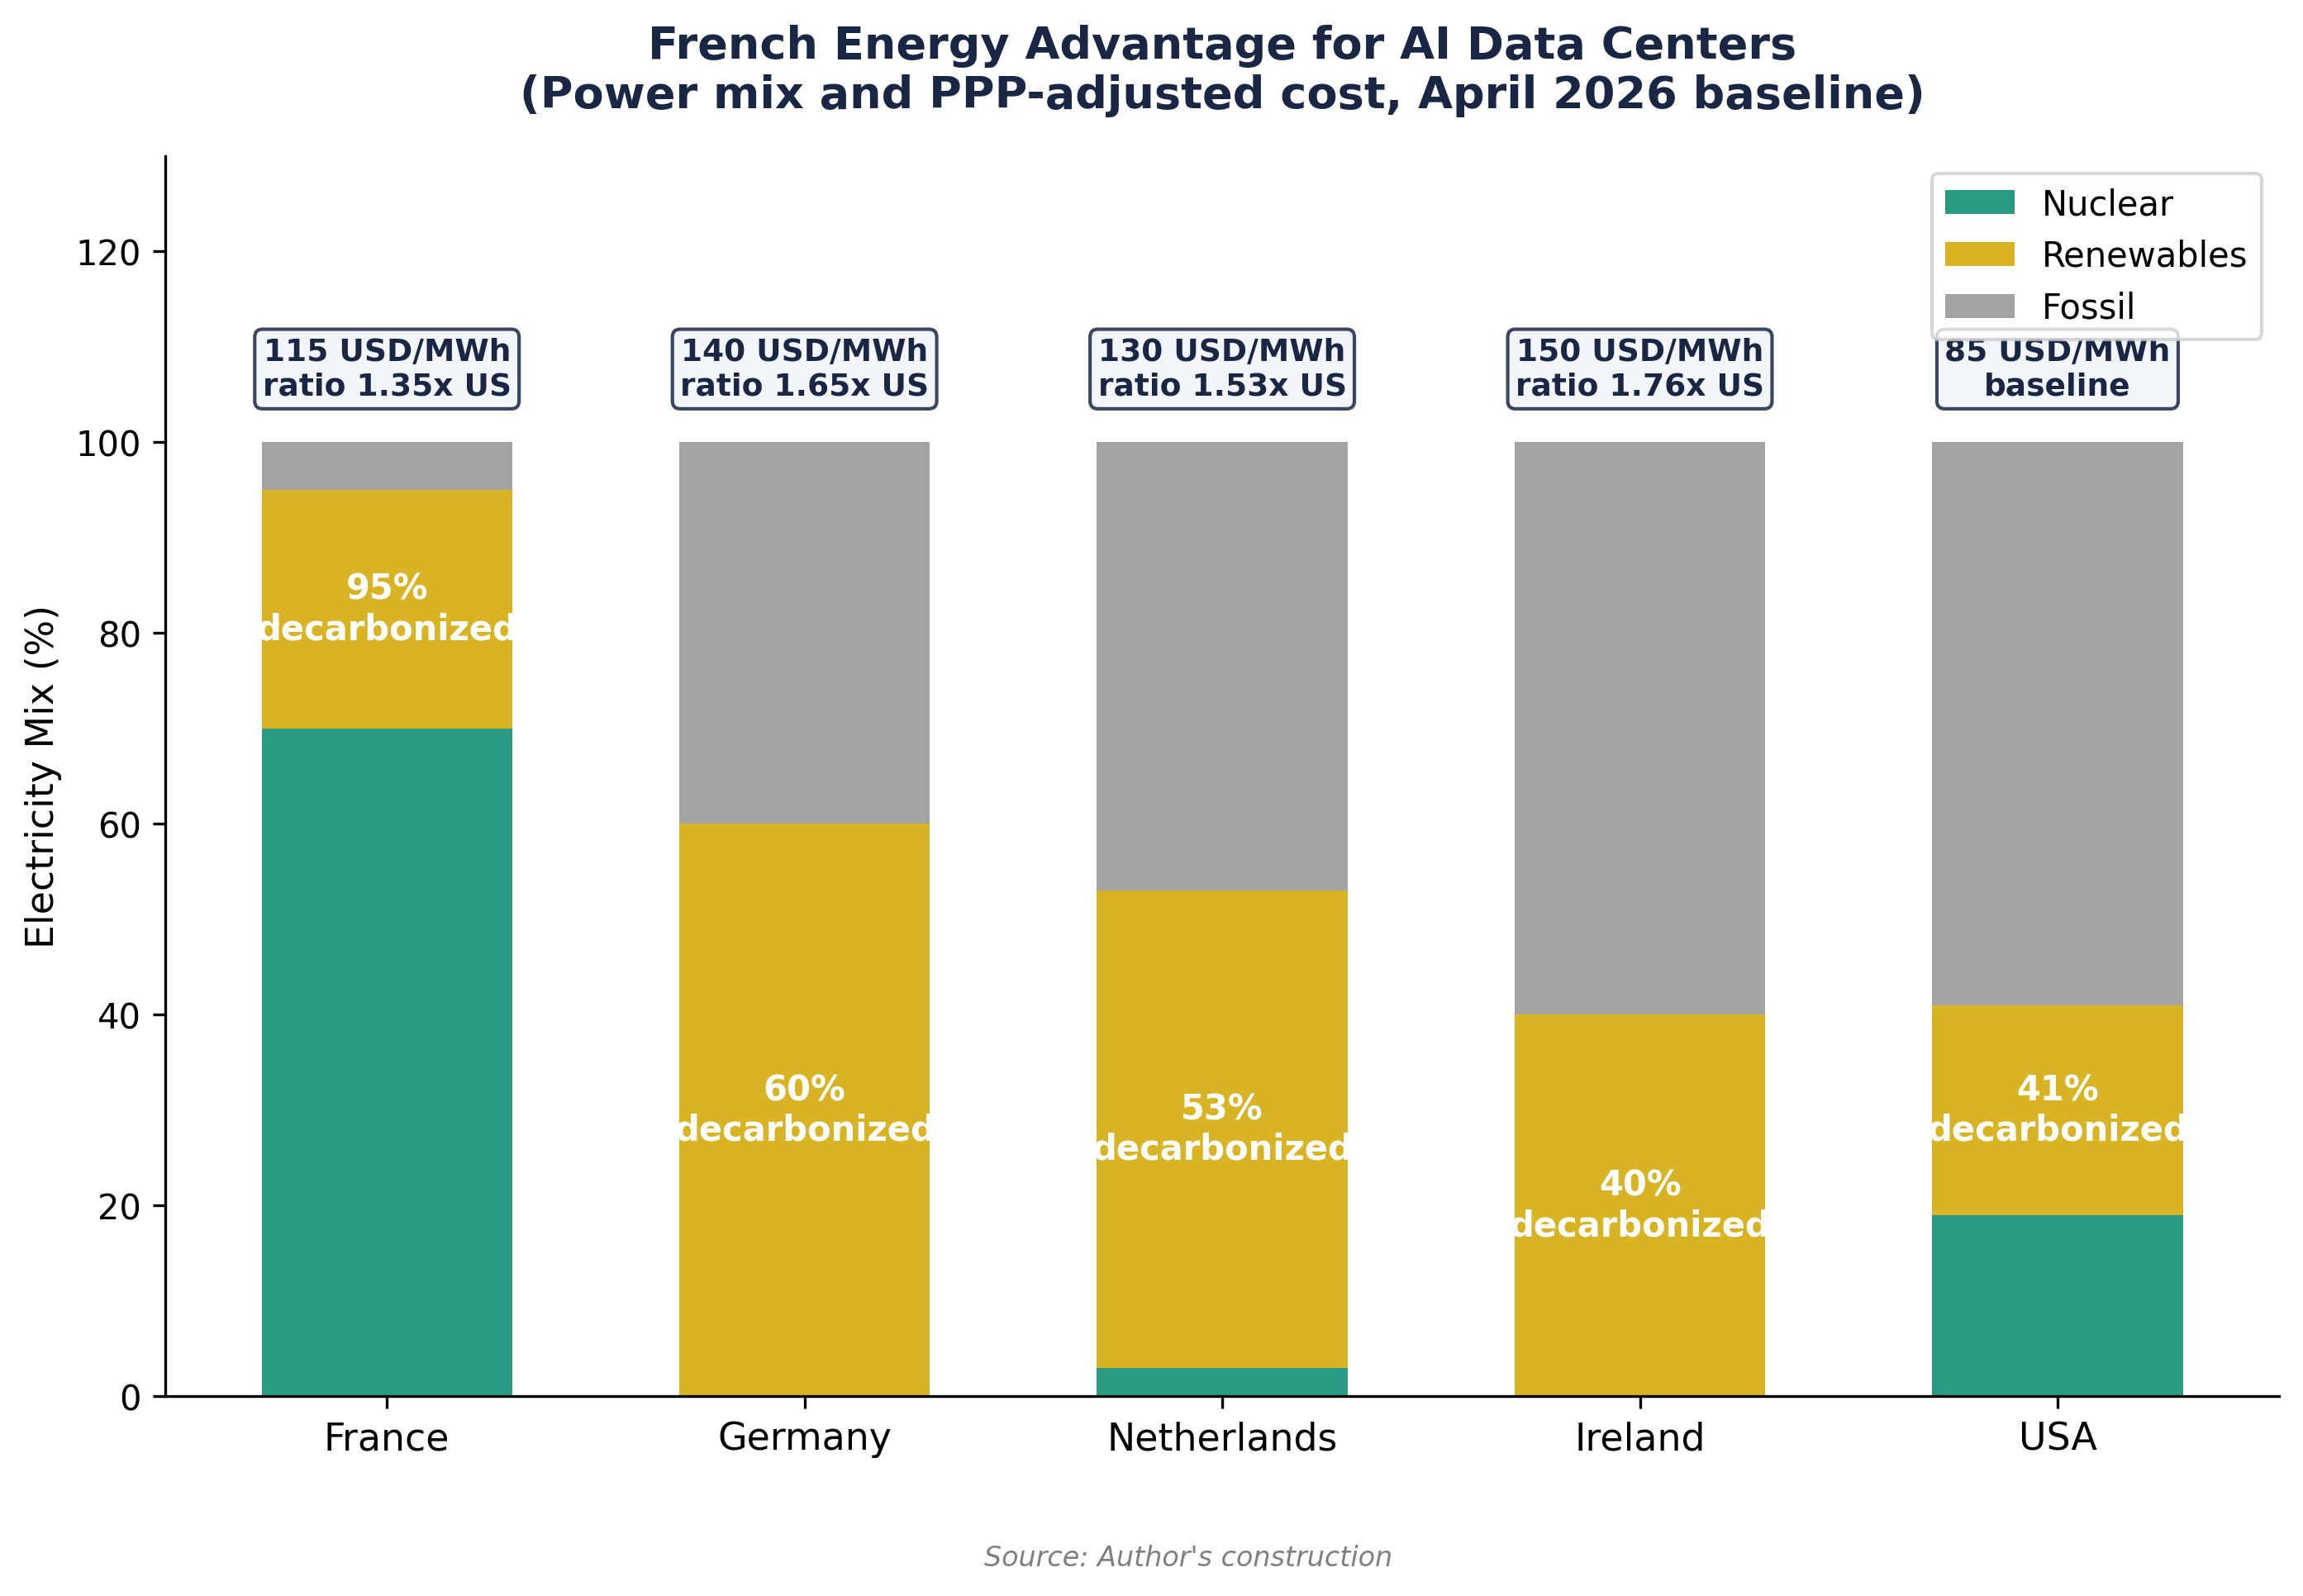 French Energy Advantage for AI Data Centers
(Power mix and PPP-adjusted cost, April 2026 baseline)
Nuclear
Renewables
Fossil
115 USD/MWh
ratio 1.35x US
140 USD/MWh
ratio 1.65x US
130 USD/MWh
ratio 1.53x US
150 USD/MWh
ratio 1.76x US
85 USD/MWh
baseline
Electricity Mix (%)
120
100
80
60
40
20
0
95%
decarbonized
60%
decarbonized
53%
decarbonized
40%
decarbonized
41%
decarbonized
France
Germany
Netherlands
Ireland
USA
Source: Author's construction